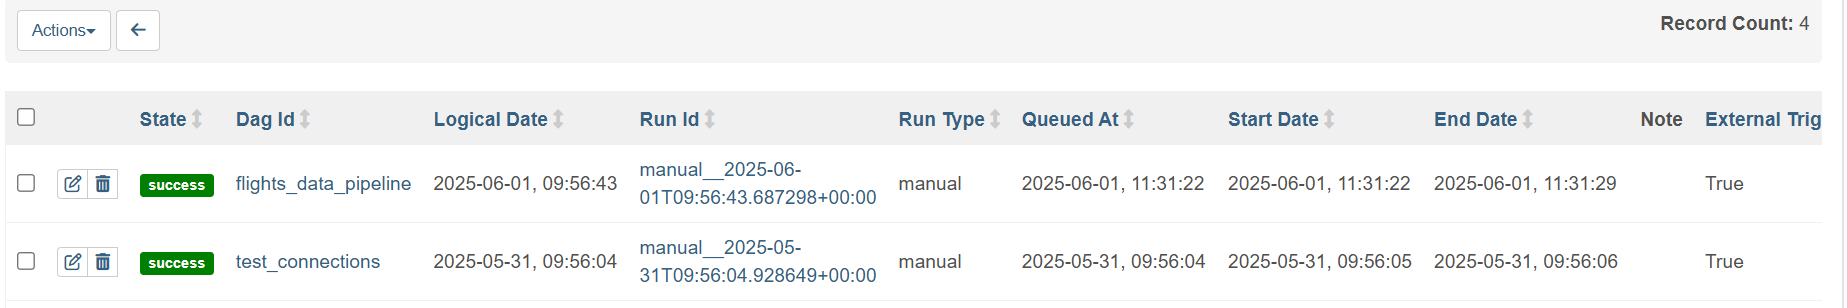 Actions
Record Count: 4
State Dag Id Logical Date Run Id Run Type Queued At Start Date End Date Note External Trig
success flights_data_pipeline 2025-06-01, 09:56:43 manual__2025-06-01T09:56:43.687298+00:00 manual 2025-06-01, 11:31:22 2025-06-01, 11:31:22 2025-06-01, 11:31:29 True
success test_connections 2025-05-31, 09:56:04 manual__2025-05-31T09:56:04.928649+00:00 manual 2025-05-31, 09:56:04 2025-05-31, 09:56:05 2025-05-31, 09:56:06 True